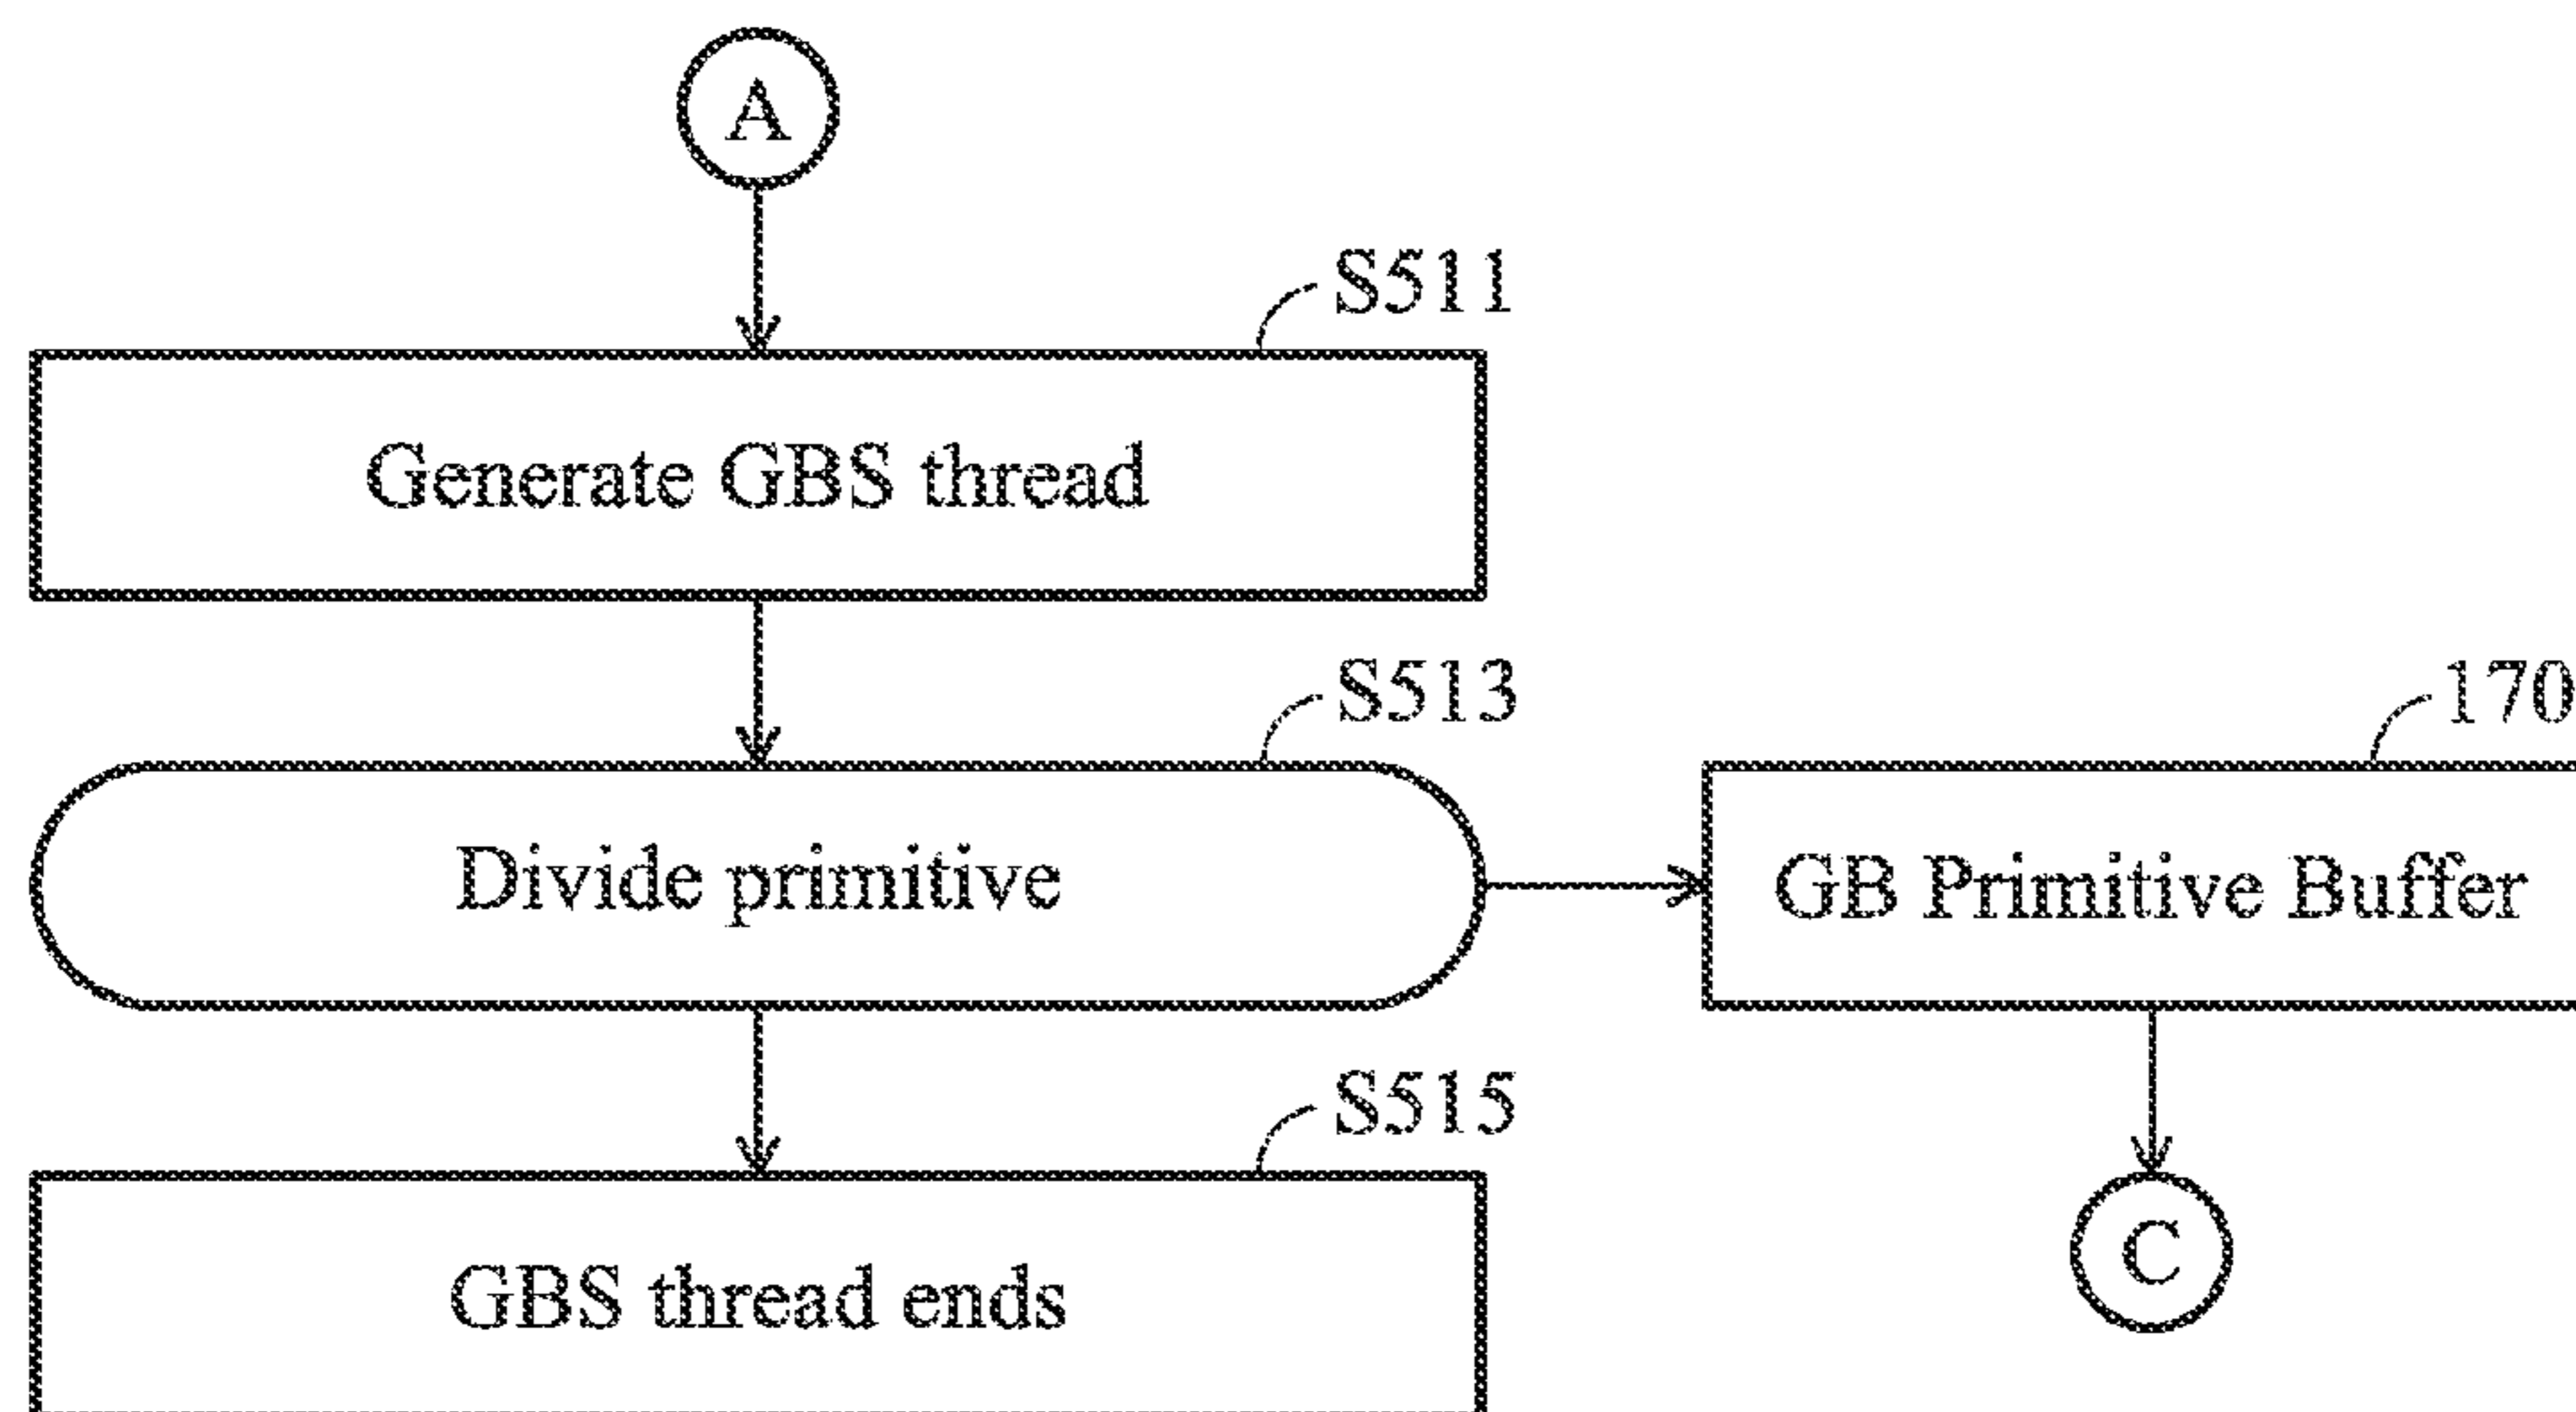 A
S511
Generate GBS thread
S513
170
Divide primitive
GB Primitive Buffer
S515
GBS thread ends
C